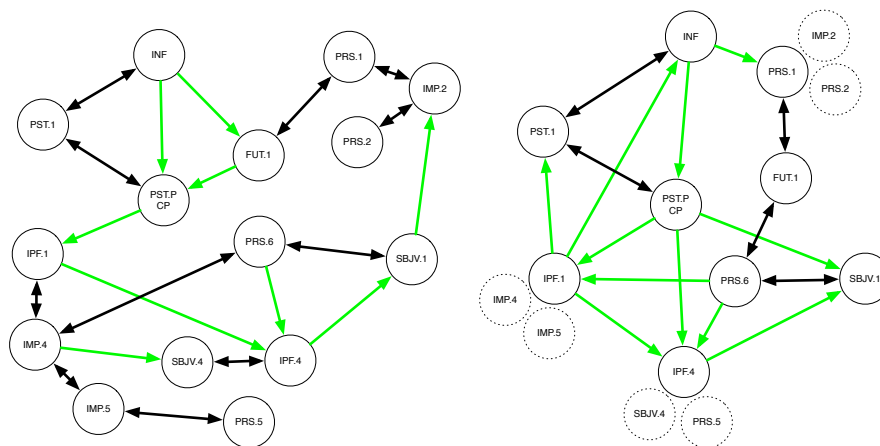 INF
PRS.1
IMP.2
PST.1
PRS.2
FUT.1
PST.P
CP
IPF.1
PRS.6
SBJV.1
IMP.4
SBJV.4
IPF.4
IMP.5
PRS.5
INF
IMP.2
PRS.1
PRS.2
PST.1
FUT.1
PST.P
CP
IPF.1
PRS.6
SBJV.1
IMP.4
IMP.5
IPF.4
SBJV.4
PRS.5